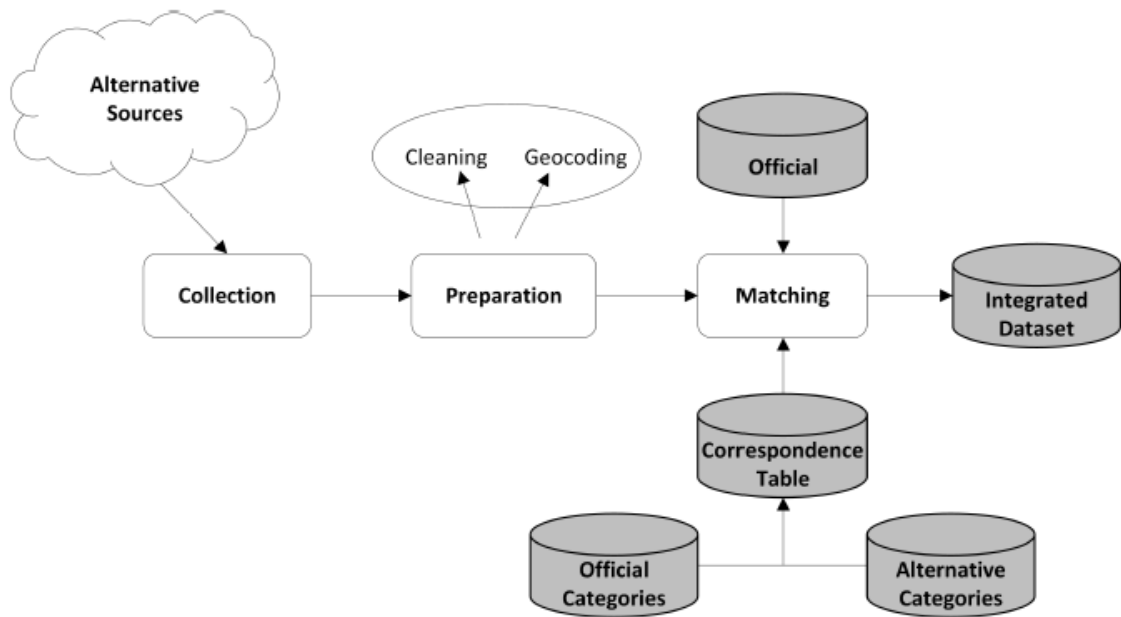 Alternative
Sources
Cleaning Geocoding
Official
Collection
Preparation
Matching
Integrated
Dataset
Correspondence
Table
Official
Categories
Alternative
Categories